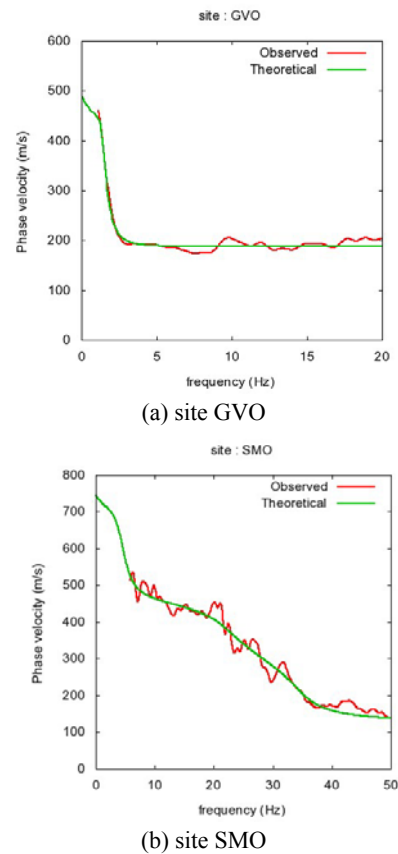 site : GVO
600
Observed
Theoretical
500
400
300
200
100
0
Phase velocity (m/s)
0 5 10 15 20
frequency (Hz)
(a) site GVO
site : SMO
800
Observed
Theoretical
700
600
500
400
300
200
100
0
Phase velocity (m/s)
0 10 20 30 40 50
frequency (Hz)
(b) site SMO